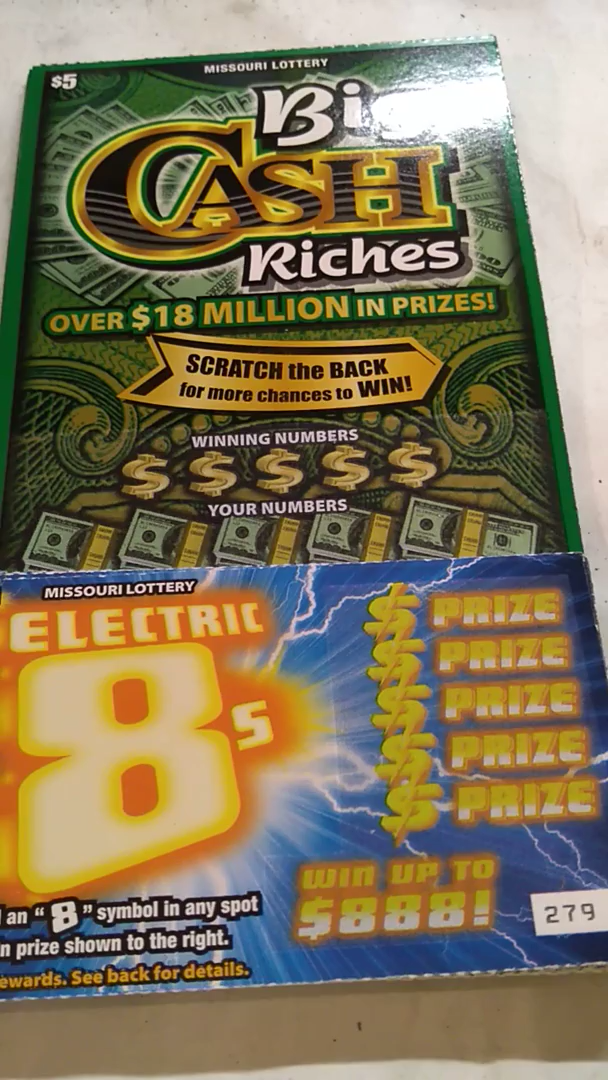 $5
MISSOURI LOTTERY
CASH
Riches
OVER $18 MILLION IN PRIZES!
SCRATCH the BACK
for more chances to WIN!
WINNING NUMBERS
$ $ $ $ $
YOUR NUMBERS
MISSOURI LOTTERY
ELECTRIC
8s
$ PRIZE
$ PRIZE
$ PRIZE
$ PRIZE
$ PRIZE
WIN UP TO
$888!
an "8" symbol in any spot
prize shown to the right.
See back for details.
279